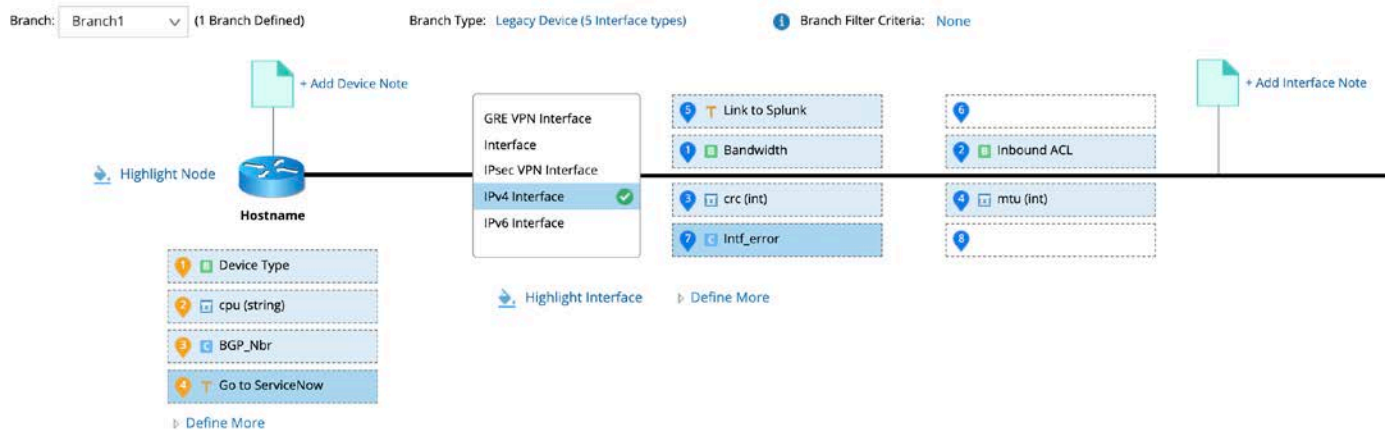 Branch: Branch1 (1 Branch Defined) Branch Type: Legacy Device (5 Interface types) i Branch Filter Criteria: None
+ Add Device Note
+ Add Interface Note
Highlight Node
Hostname
1 B Device Type
2 cpu (string)
3 C BGP_Nbr
4 T Go to ServiceNow
Define More
GRE VPN Interface
Interface
IPsec VPN Interface
IPv4 Interface
IPv6 Interface
Highlight Interface
5 T Link to Splunk
1 B Bandwidth
3 crc (int)
7 C Intf_error
Define More
6
2 B Inbound ACL
4 mtu (int)
8